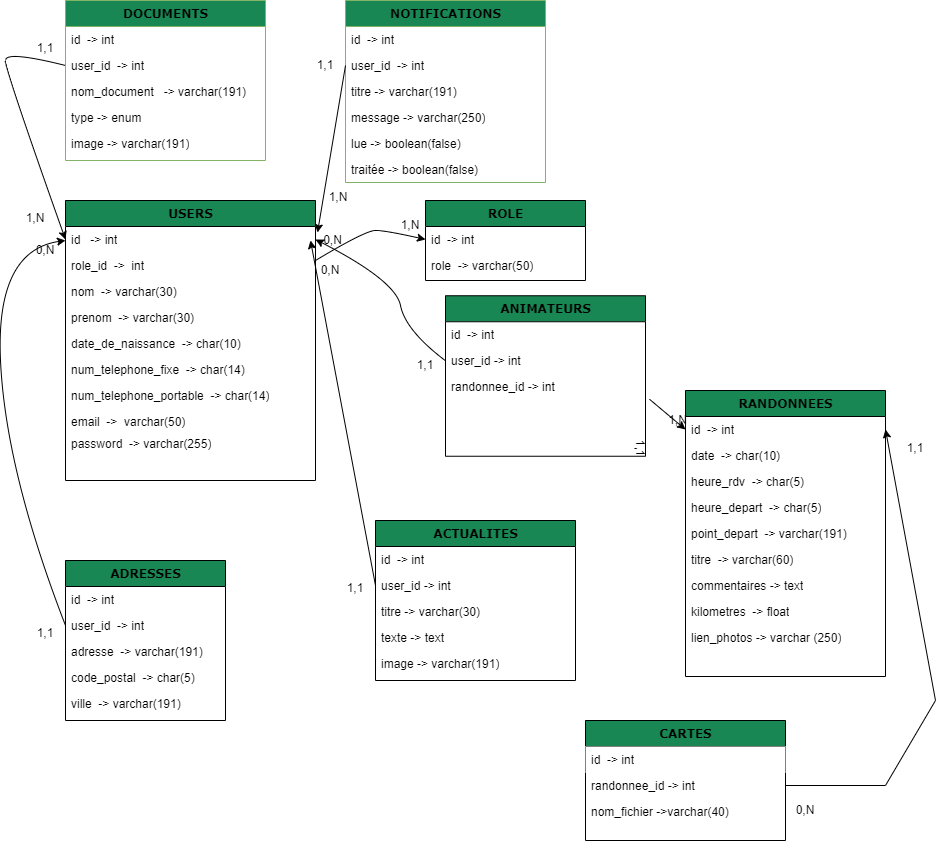 DOCUMENTS
id -> int
user_id -> int
nom_document -> varchar(191)
type -> enum
image -> varchar(191)
1,1
NOTIFICATIONS
id -> int
user_id -> int
titre -> varchar(191)
message -> varchar(250)
lue -> boolean(false)
traitée -> boolean(false)
1,1
1,N
1,N
0,N
USERS
id -> int
role_id -> int
nom -> varchar(30)
prenom -> varchar(30)
date_de_naissance -> char(10)
num_telephone_fixe -> char(14)
num_telephone_portable -> char(14)
email -> varchar(50)
password -> varchar(255)
0,N
0,N
1,N
ROLE
id -> int
role -> varchar(50)
ANIMATEURS
id -> int
user_id -> int
randonnee_id -> int
1,1
1,1
1,N
RANDONNEES
id -> int
date -> char(10)
heure_rdv -> char(5)
heure_depart -> char(5)
point_depart -> varchar(191)
titre -> varchar(60)
commentaires -> text
kilometres -> float
lien_photos -> varchar (250)
1,1
ACTUALITES
id -> int
user_id -> int
titre -> varchar(30)
texte -> text
image -> varchar(191)
1,1
ADRESSES
id -> int
user_id -> int
adresse -> varchar(191)
code_postal -> char(5)
ville -> varchar(191)
1,1
CARTES
id -> int
randonnee_id -> int
nom_fichier ->varchar(40)
0,N